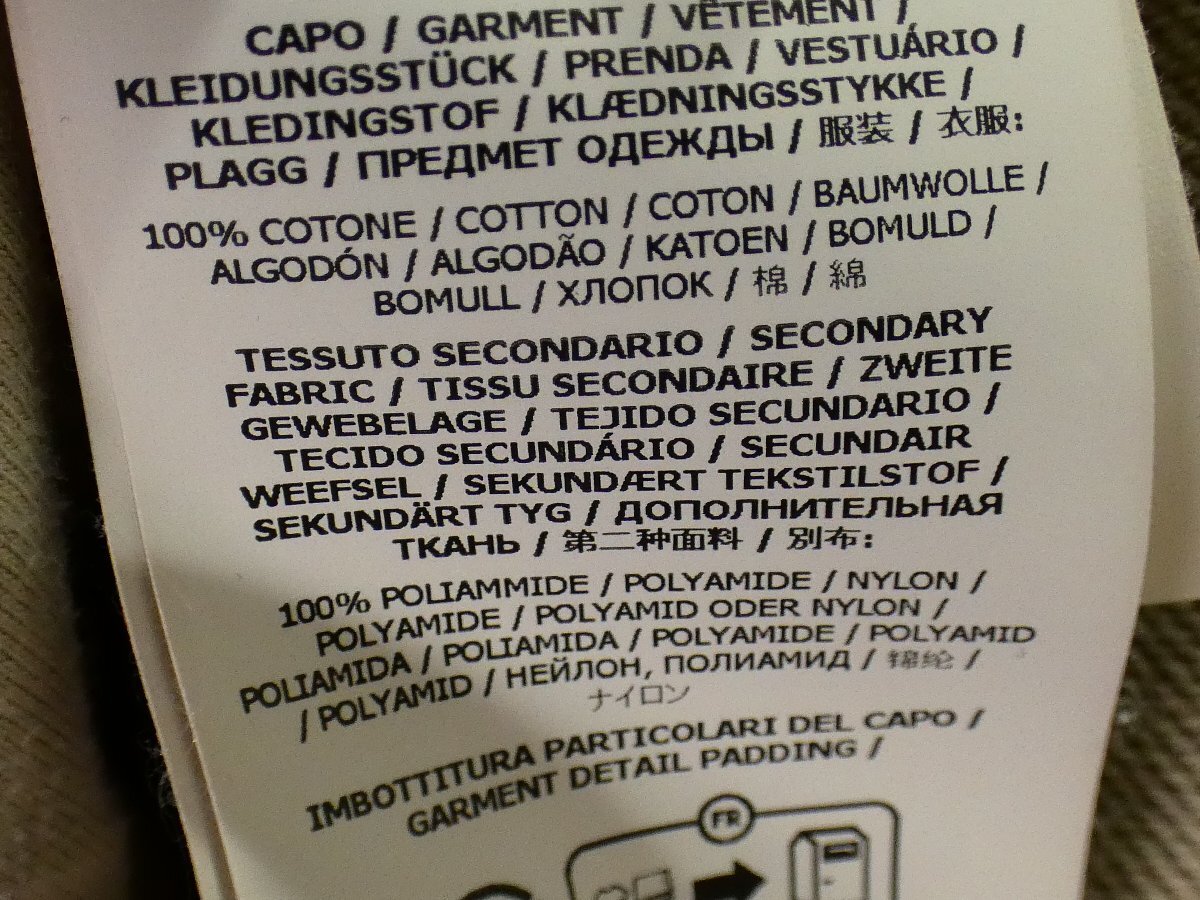 CAPO / GARMENT / VÊTEMENT /
KLEIDUNGSSTÜCK / PRENDA / VESTUÁRIO /
KLEDINGSTOF / KLÆDNINGSSTYKKE /
PLAGG / ПРЕДМЕТ ОДЕЖДЫ / 服装 / 衣服:
100% COTONE / COTTON / COTON / BAUMWOLLE /
ALGODÓN / ALGODÃO / KATOEN / BOMULD /
BOMULL / ХЛОПОК / 棉 / 綿
TESSUTO SECONDARIO / SECONDARY
FABRIC / TISSU SECONDAIRE / ZWEITE
GEWEBELAGE / TEJIDO SECUNDARIO /
TECIDO SECUNDÁRIO / SECUNDAIR
WEEFSEL / SEKUNDÆRT TEKSTILSTOF /
SEKUNDÄRT TYG / ДОПОЛНИТЕЛЬНАЯ
ТКАНЬ / 第二种面料 / 別布:
100% POLIAMMIDE / POLYAMIDE / NYLON /
POLYAMIDE / POLYAMID ODER NYLON /
POLIAMIDA / POLIAMIDA / POLYAMIDE / POLYAMID
/ POLYAMID / НЕЙЛОН, ПОЛИАМИД / 锦纶 /
ナイロン
IMBOTTITURA PARTICOLARI DEL CAPO /
GARMENT DETAIL PADDING /
FR